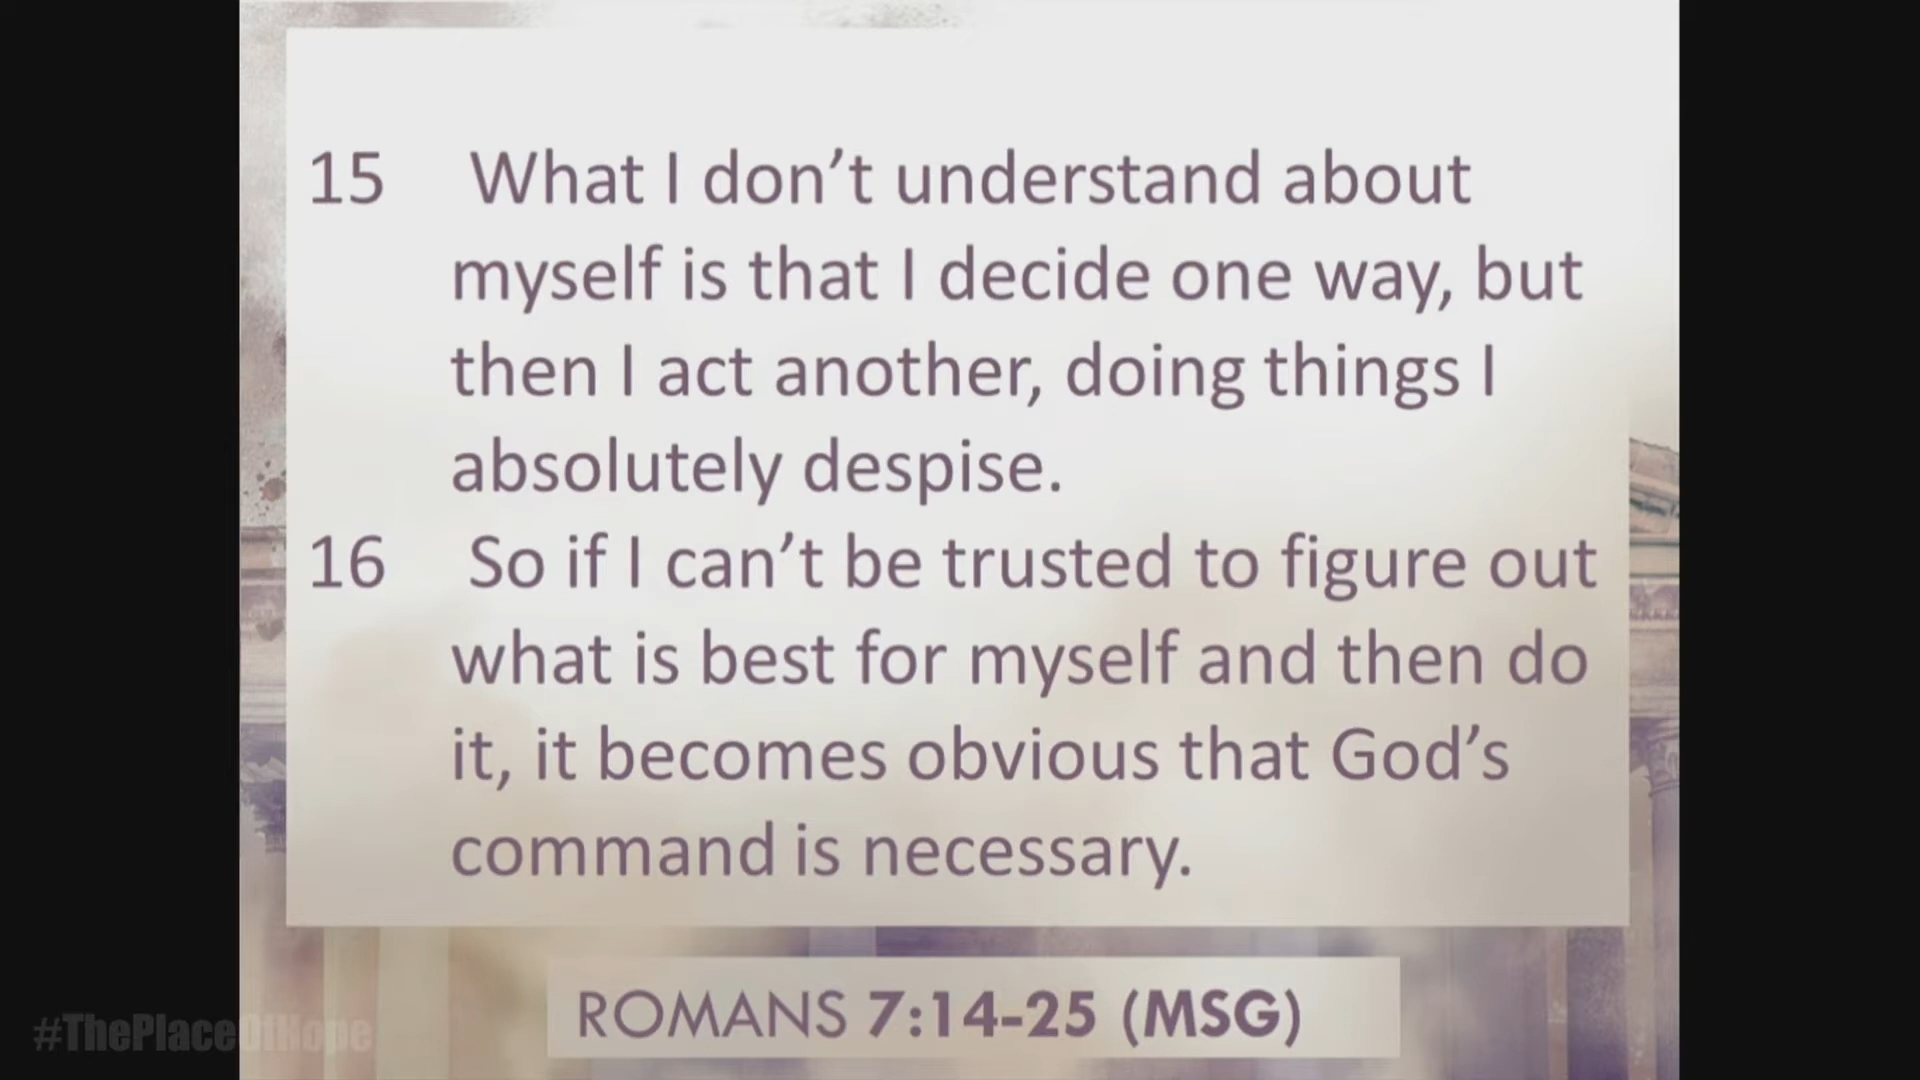 15 What I don’t understand about
myself is that I decide one way, but
then I act another, doing things I
absolutely despise.
16 So if I can’t be trusted to figure out
what is best for myself and then do
it, it becomes obvious that God’s
command is necessary.
ROMANS 7:14-25 (MSG)
#ThePlaceOfHope